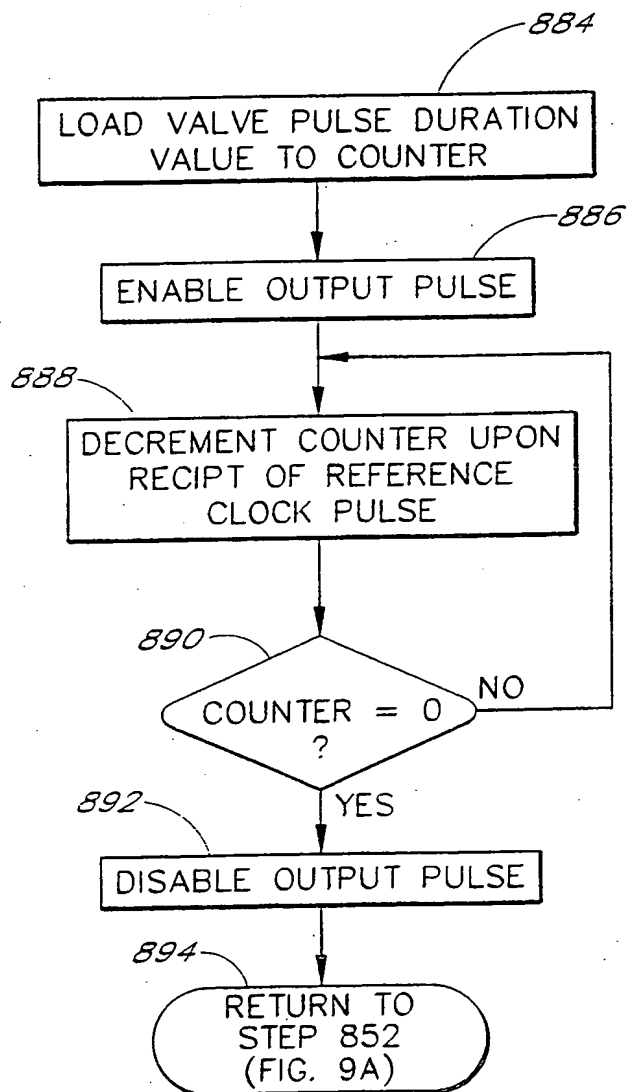 884
LOAD VALVE PULSE DURATION
VALUE TO COUNTER
886
ENABLE OUTPUT PULSE
888
DECREMENT COUNTER UPON
RECIPT OF REFERENCE
CLOCK PULSE
890
COUNTER = 0
?
NO
YES
892
DISABLE OUTPUT PULSE
894
RETURN TO
STEP 852
(FIG. 9A)